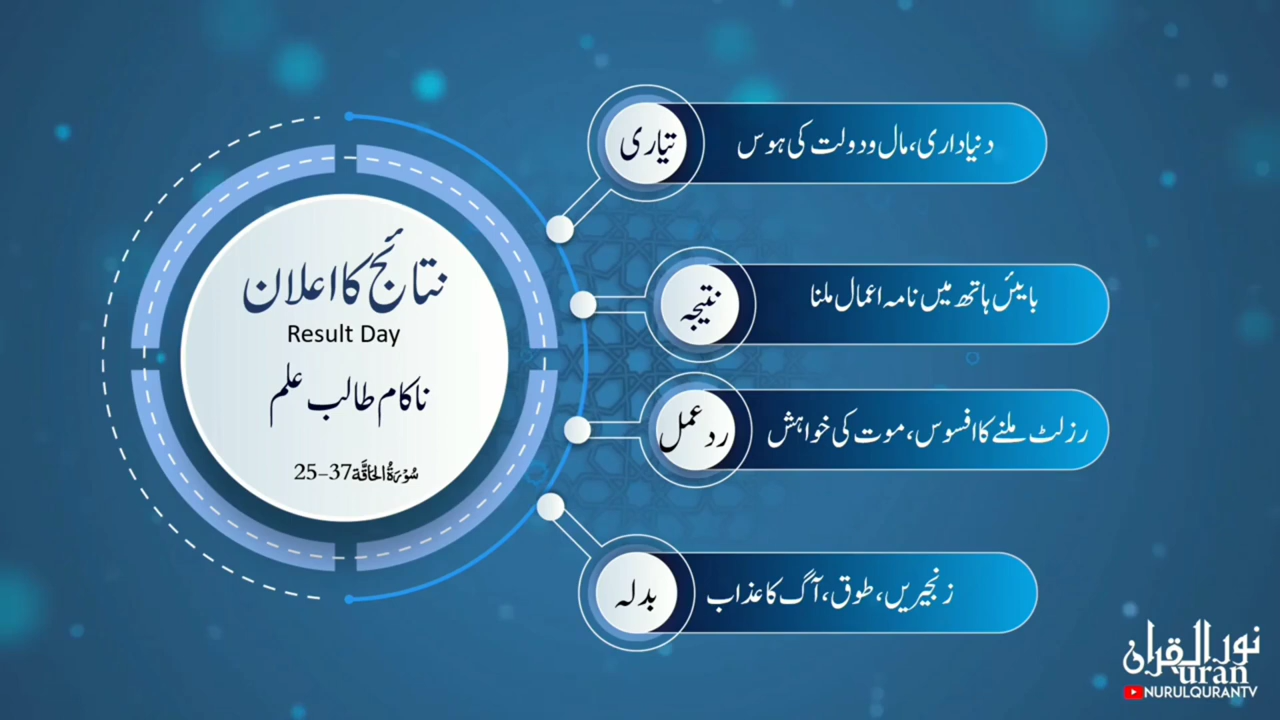 نتائج کا اعلان
Result Day
ناکام طالب علم
سُوْرَةُ الحَاقَّة 25-37
تیاری
دنیاداری، مال و دولت کی ہوس
نتیجہ
بائیں ہاتھ میں نامہ اعمال ملنا
ردعمل
رزلٹ ملنے کا افسوس، موت کی خواہش
بدلہ
زنجیریں، طوق، آگ کا عذاب
نور القرآن
uran
NURULQURANTV